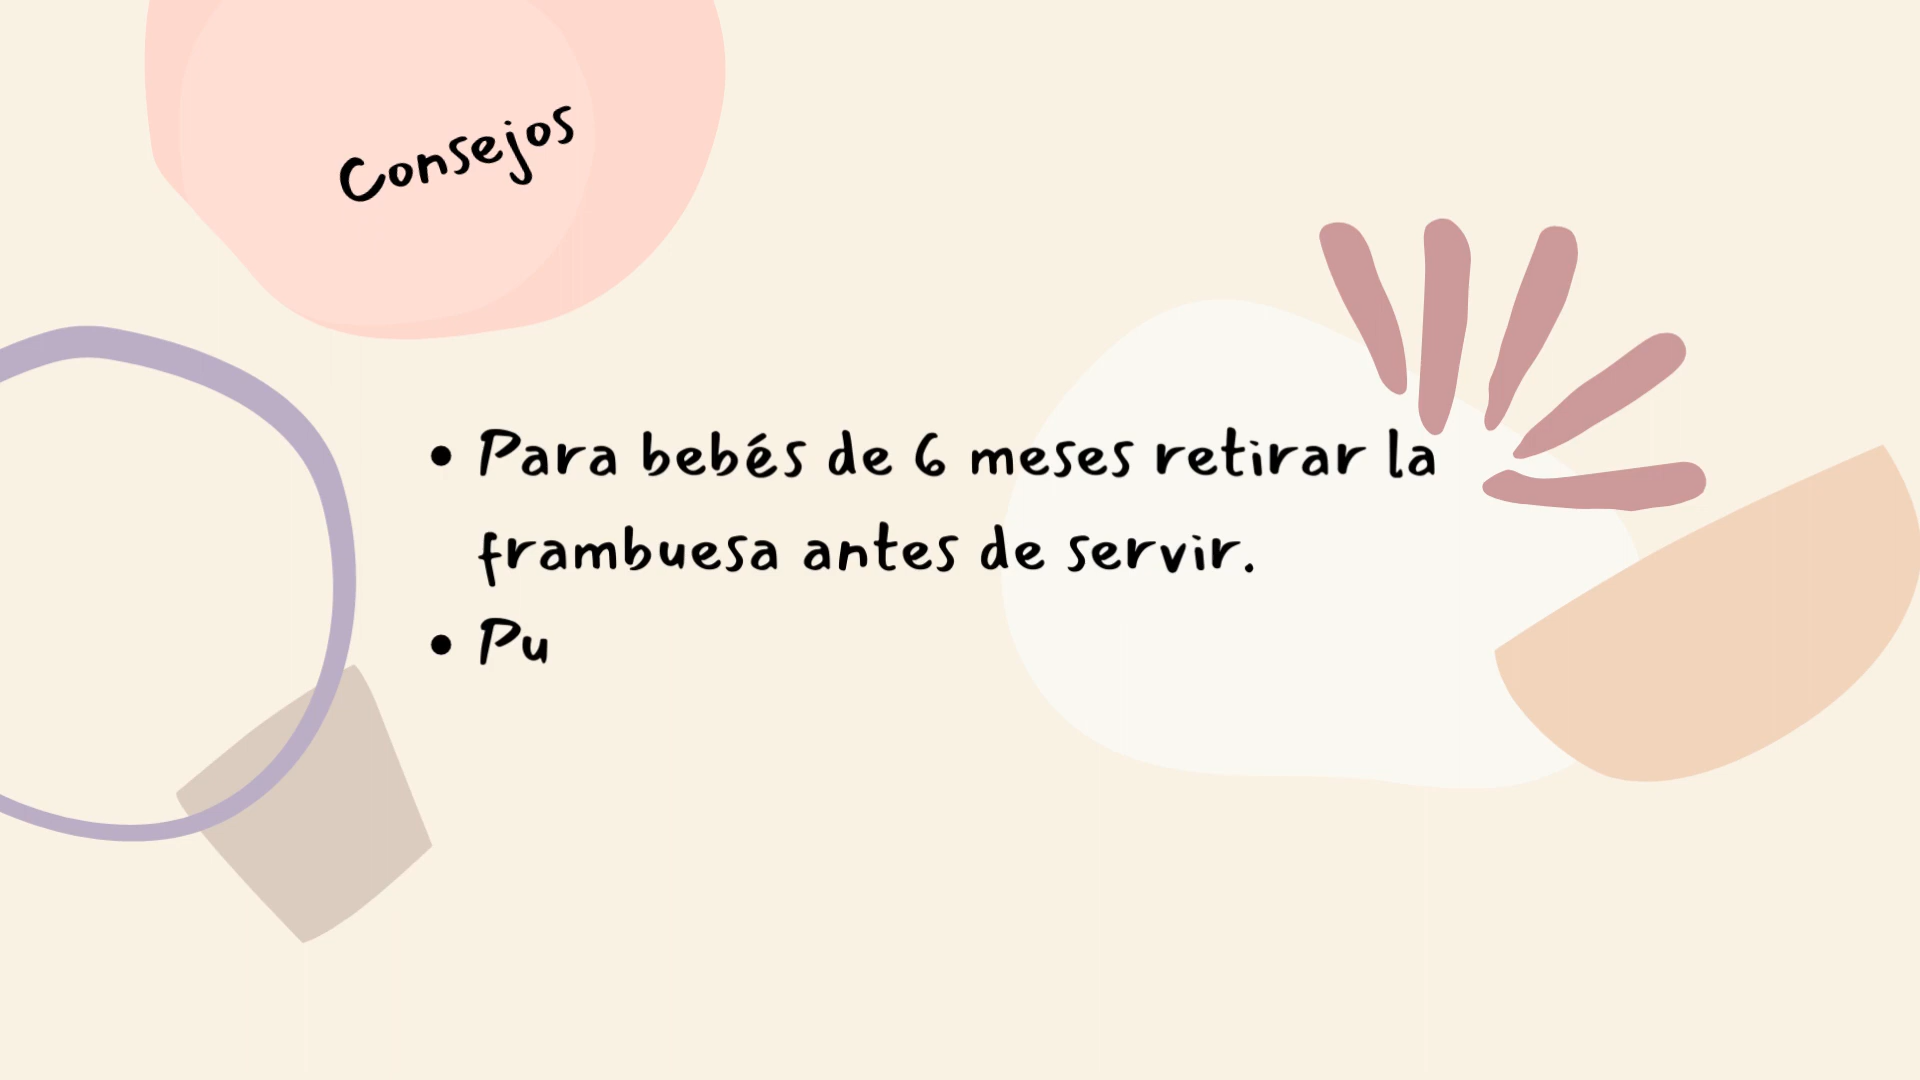 Consejos
• Para bebés de 6 meses retirar la
frambuesa antes de servir.
• Pu